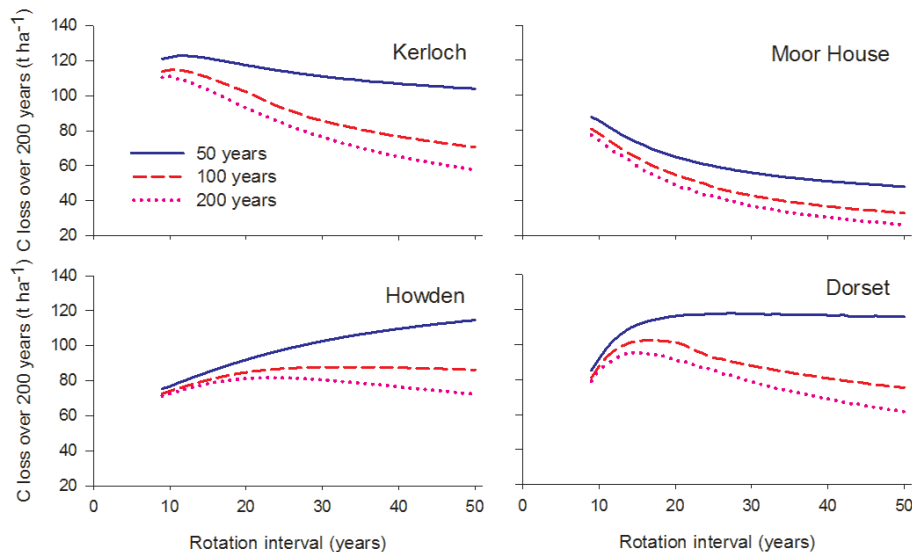 C loss over 200 years (t ha-1)
140
120
100
80
60
40
20
Kerloch
50 years
100 years
200 years
Moor House
C loss over 200 years (t ha-1)
140
120
100
80
60
40
20
Howden
0 10 20 30 40 50
Rotation interval (years)
Dorset
0 10 20 30 40 50
Rotation interval (years)